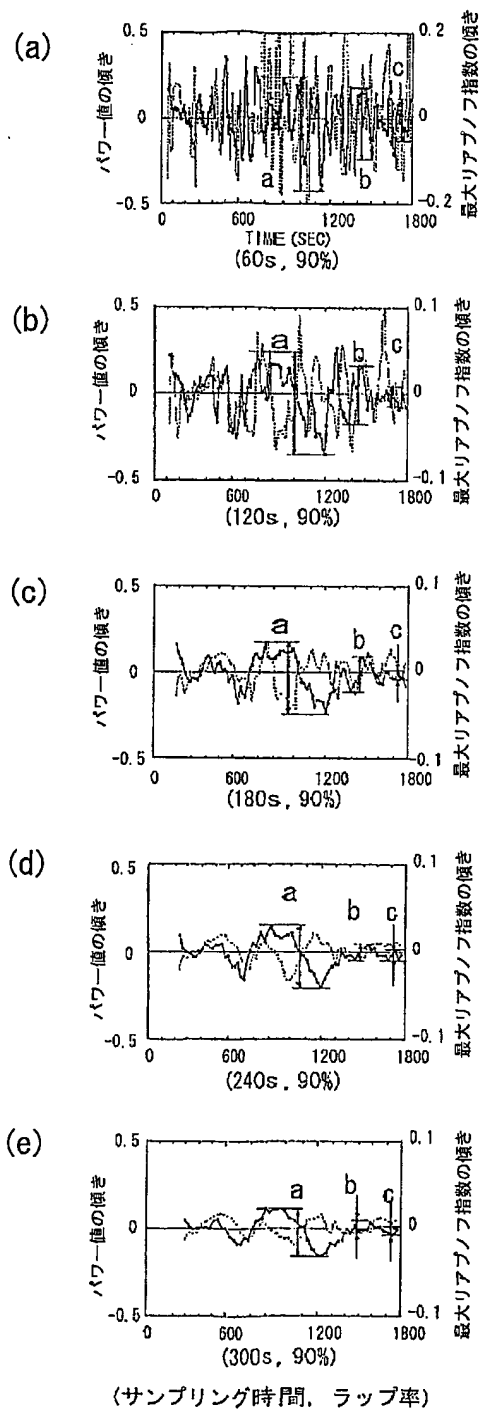 (a)
パワー値の傾き
0.5
0
-0.5
a
b
c
0.2
0
-0.2
最大リアプノフ指数の傾き
600
1200
1800
TIME (SEC)
(60s, 90%)
(b)
パワー値の傾き
0.5
0
-0.5
a
b
c
0.1
0
-0.1
最大リアプノフ指数の傾き
0
600
1200
1800
(120s, 90%)
(c)
パワー値の傾き
0.5
0
-0.5
a
b
c
0.1
0
-0.1
最大リアプノフ指数の傾き
0
600
1200
1800
(180s, 90%)
(d)
パワー値の傾き
0.5
0
-0.5
a
b
c
0.1
0
-0.1
最大リアプノフ指数の傾き
0
600
1200
1800
(240s, 90%)
(e)
パワー値の傾き
0.5
0
-0.5
a
b
c
0.1
0
-0.1
最大リアプノフ指数の傾き
0
600
1200
1800
(300s, 90%)
(サンプリング時間, ラップ率)